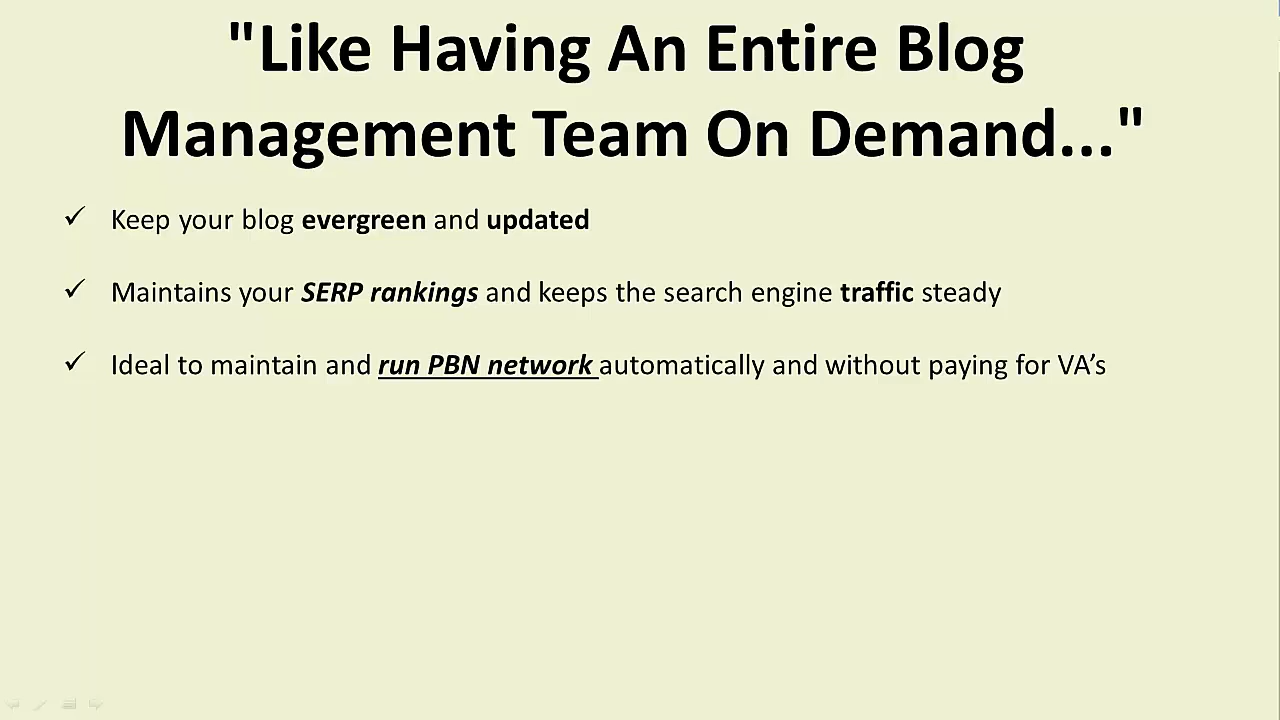 "Like Having An Entire Blog
Management Team On Demand..."
✓ Keep your blog evergreen and updated
✓ Maintains your SERP rankings and keeps the search engine traffic steady
✓ Ideal to maintain and run PBN network automatically and without paying for VA’s